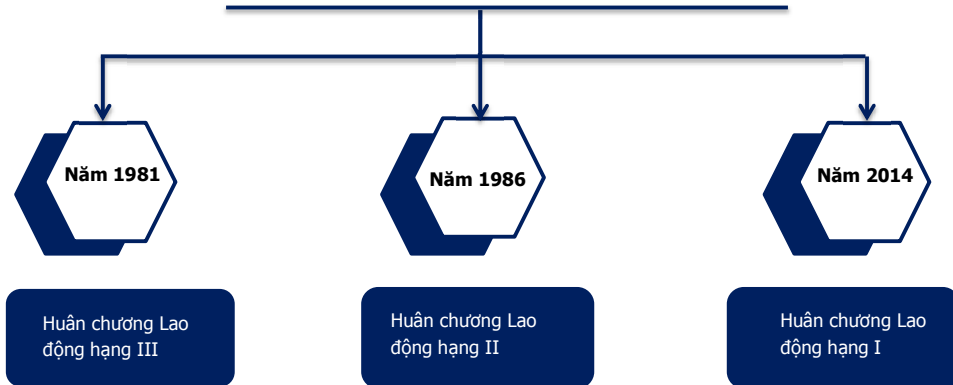 Năm 1981
Năm 1986
Năm 2014
Huân chương Lao
động hạng III
Huân chương Lao
động hạng II
Huân chương Lao
động hạng I